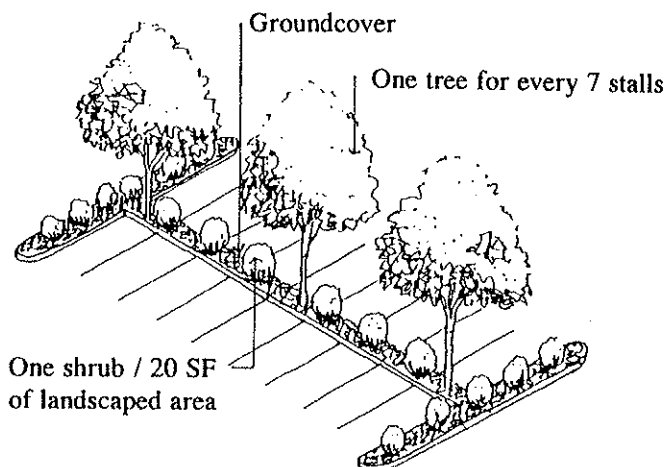 Groundcover
One tree for every 7 stalls
One shrub / 20 SF
of landscaped area